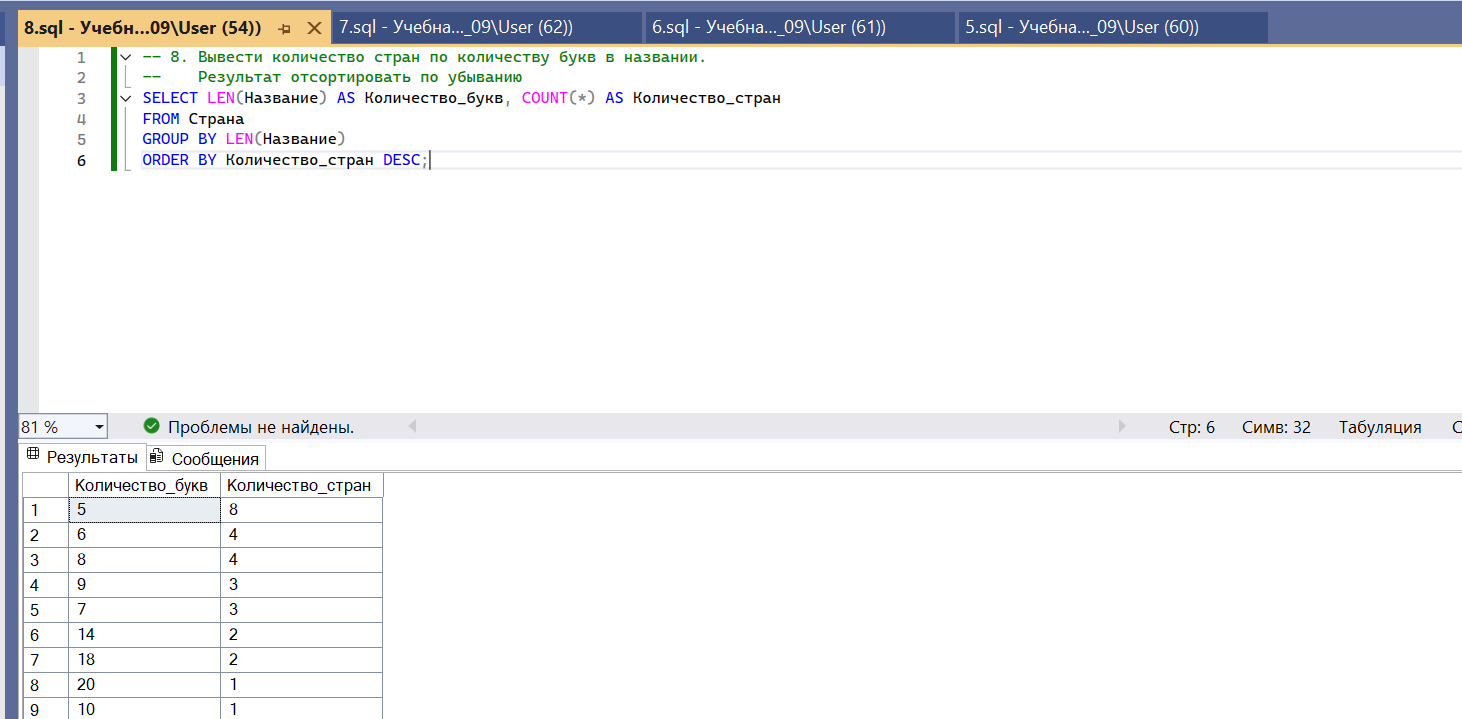 8.sql - Учебн...09\User (54)) 7.sql - Учебна..._09\User (62)) 6.sql - Учебна..._09\User (61)) 5.sql - Учебна..._09\User (60))
1 -- 8. Вывести количество стран по количеству букв в названии.
2 --    Результат отсортировать по убыванию
3 SELECT LEN(Название) AS Количество_букв, COUNT(*) AS Количество_стран
4 FROM Страна
5 GROUP BY LEN(Название)
6 ORDER BY Количество_стран DESC;
81 % Проблемы не найдены. Стр: 6 Симв: 32 Табуляция
Результаты Сообщения
Количество_букв Количество_стран
1 5 8
2 6 4
3 8 4
4 9 3
5 7 3
6 14 2
7 18 2
8 20 1
9 10 1